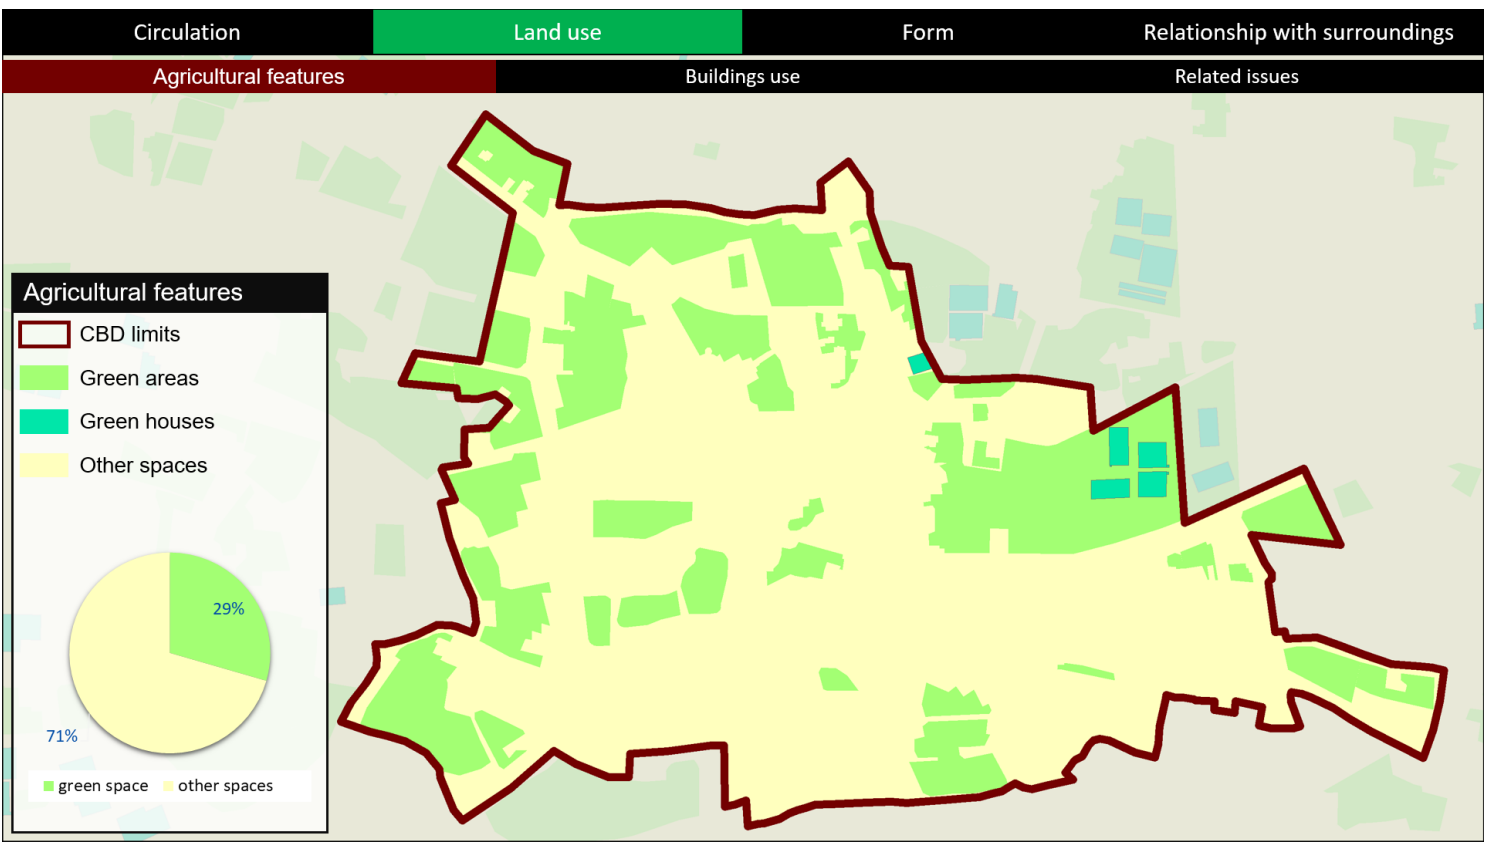 Circulation
Land use
Form
Relationship with surroundings
Agricultural features
Buildings use
Related issues
Agricultural features
CBD limits
Green areas
Green houses
Other spaces
29%
71%
green space
other spaces